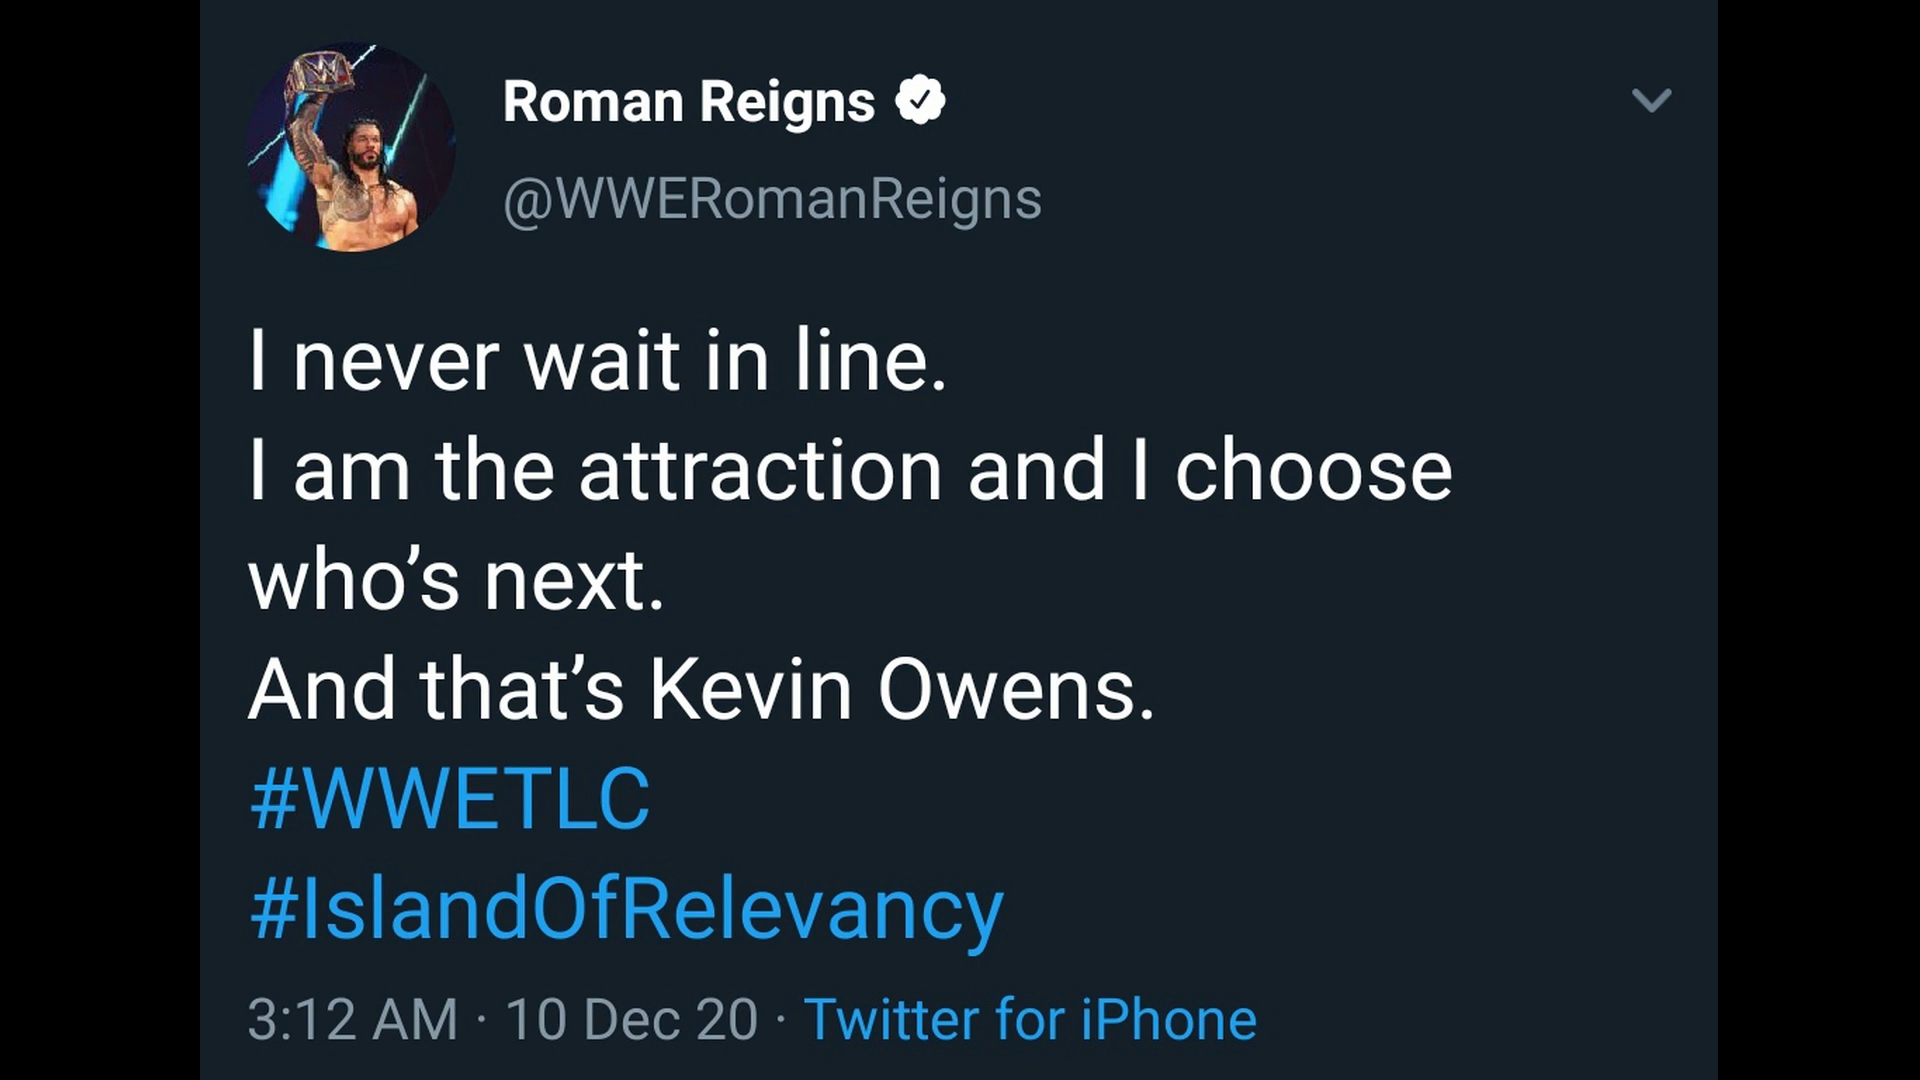 Roman Reigns
@WWERomanReigns
I never wait in line.
I am the attraction and I choose
who’s next.
And that’s Kevin Owens.
#WWETLC
#IslandOfRelevancy
3:12 AM · 10 Dec 20 · Twitter for iPhone